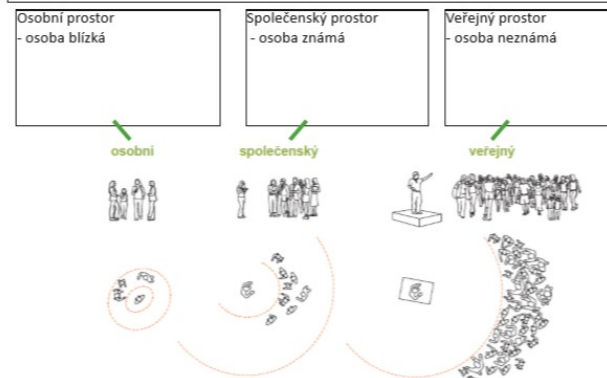 Osobní prostor
- osoba blízká
Společenský prostor
- osoba známá
Veřejný prostor
- osoba neznámá
osobní
společenský
veřejný